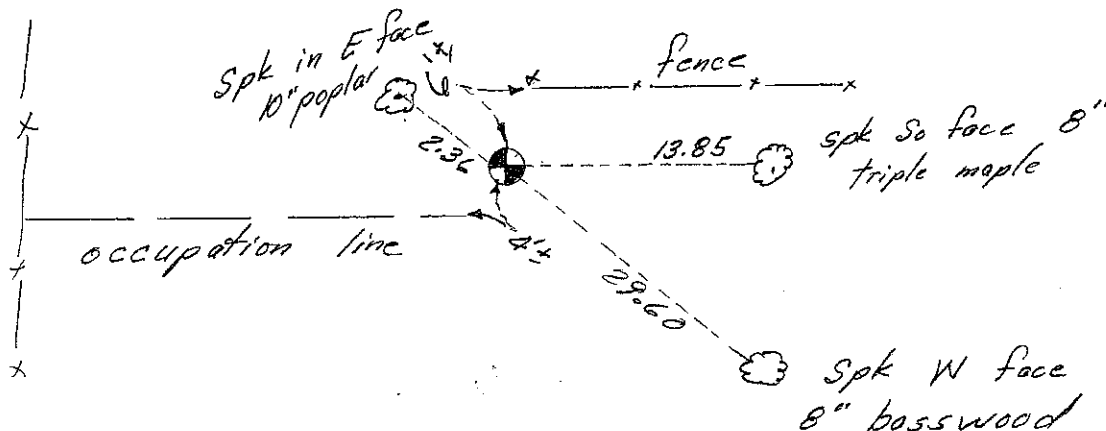 Spk in E face
10" poplar
fence
2.36
13.85
spk So face 8"
triple maple
occupation line
4'±
29.60
Spk W face
8" basswood